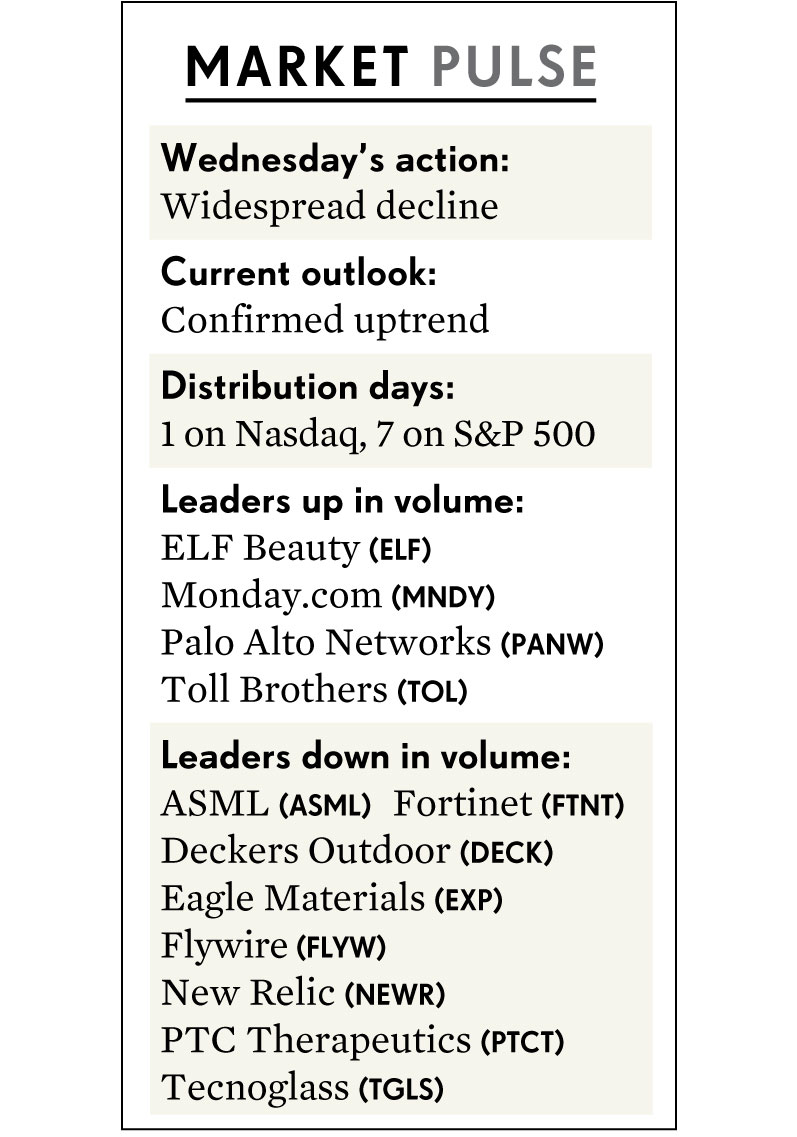 MARKET PULSE
Wednesday’s action:
Widespread decline
Current outlook:
Confirmed uptrend
Distribution days:
1 on Nasdaq, 7 on S&P 500
Leaders up in volume:
ELF Beauty (ELF)
Monday.com (MNDY)
Palo Alto Networks (PANW)
Toll Brothers (TOL)
Leaders down in volume:
ASML (ASML) Fortinet (FTNT)
Deckers Outdoor (DECK)
Eagle Materials (EXP)
Flywire (FLYW)
New Relic (NEWR)
PTC Therapeutics (PTCT)
Tecnoglass (TGLS)